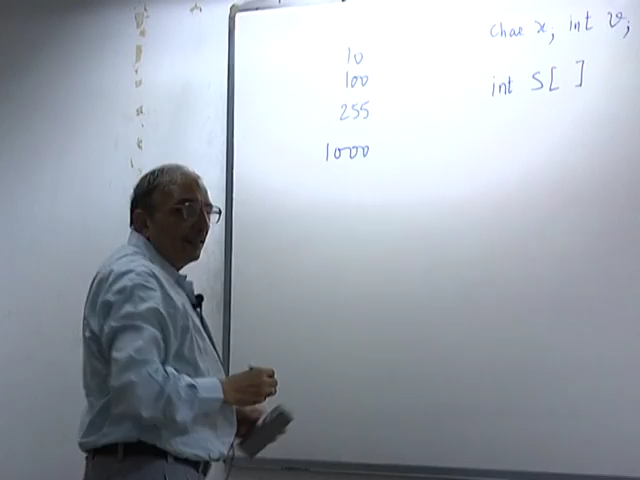 char x; int v;
10
100
int S[ ]
255
1000